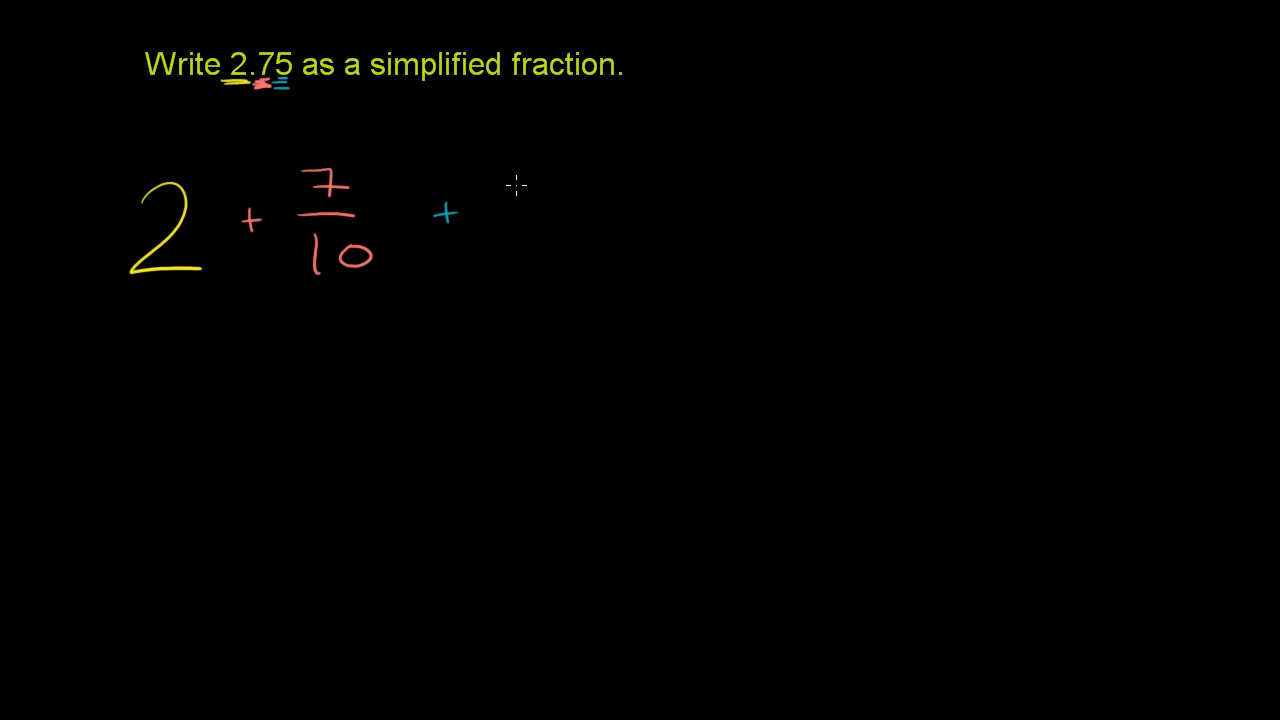 Write 2.75 as a simplified fraction.
2 + 7/10 +